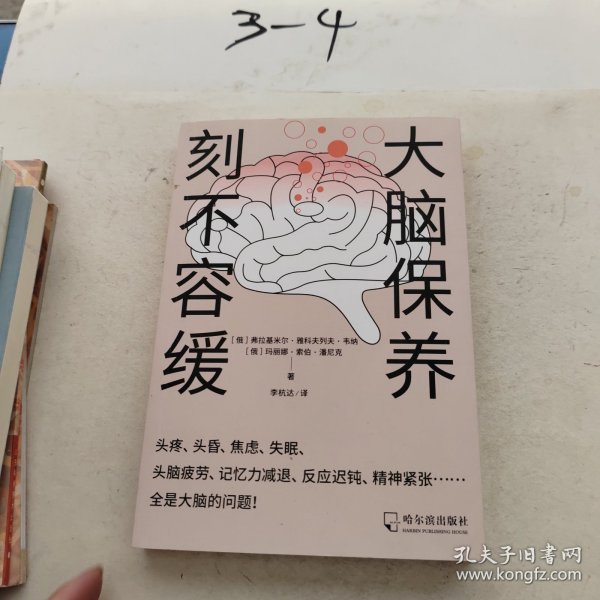 3-4
大脑保养
刻不容缓
[俄]弗拉基米尔·雅科夫列夫·韦纳
[俄]玛丽娜·索伯·潘尼克
著
李杭达/译
头疼、头昏、焦虑、失眠、
头脑疲劳、记忆力减退、反应迟钝、精神紧张……
全是大脑的问题!
哈尔滨出版社
HARBIN PUBLISHING HOUSE
孔夫子旧书网
www.kongfz.com